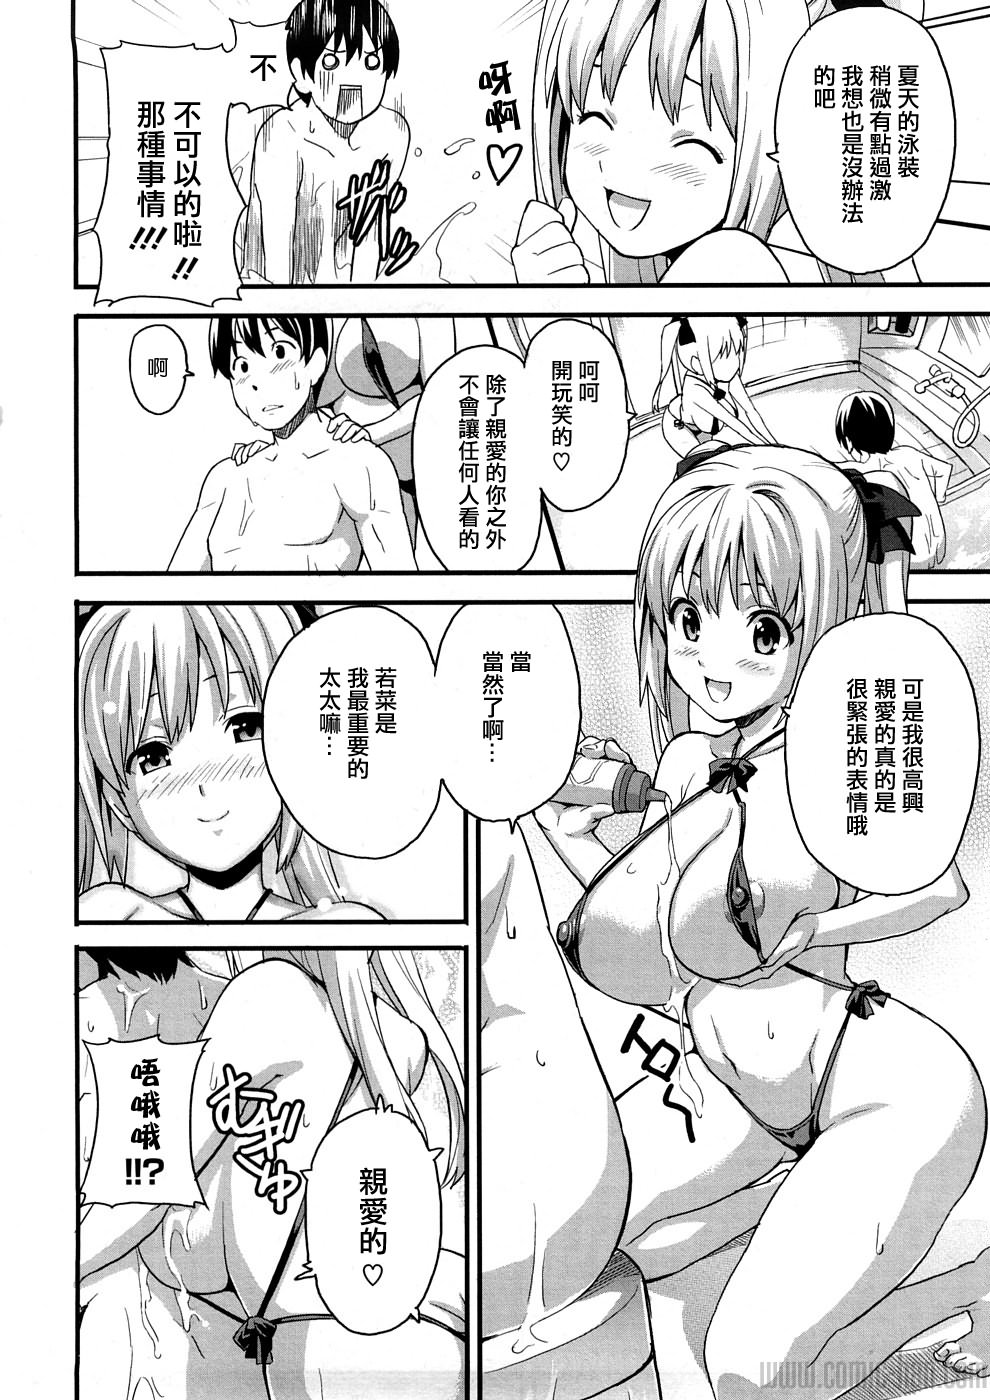 夏天的泳裝
稍微有點過激
我想也是沒辦法
的吧
呀啊♡
不
不可以的啦!!
那種事情!!!
呵呵
開玩笑的♡
除了親愛的你之外
不會讓任何人看的
啊
可是我很高興
親愛的真的是
很緊張的表情哦
トロ〜
當
當然了啊…
若菜是
我最重要的
太太嘛…
親愛的♡
むぎゅ
唔哦哦!!?